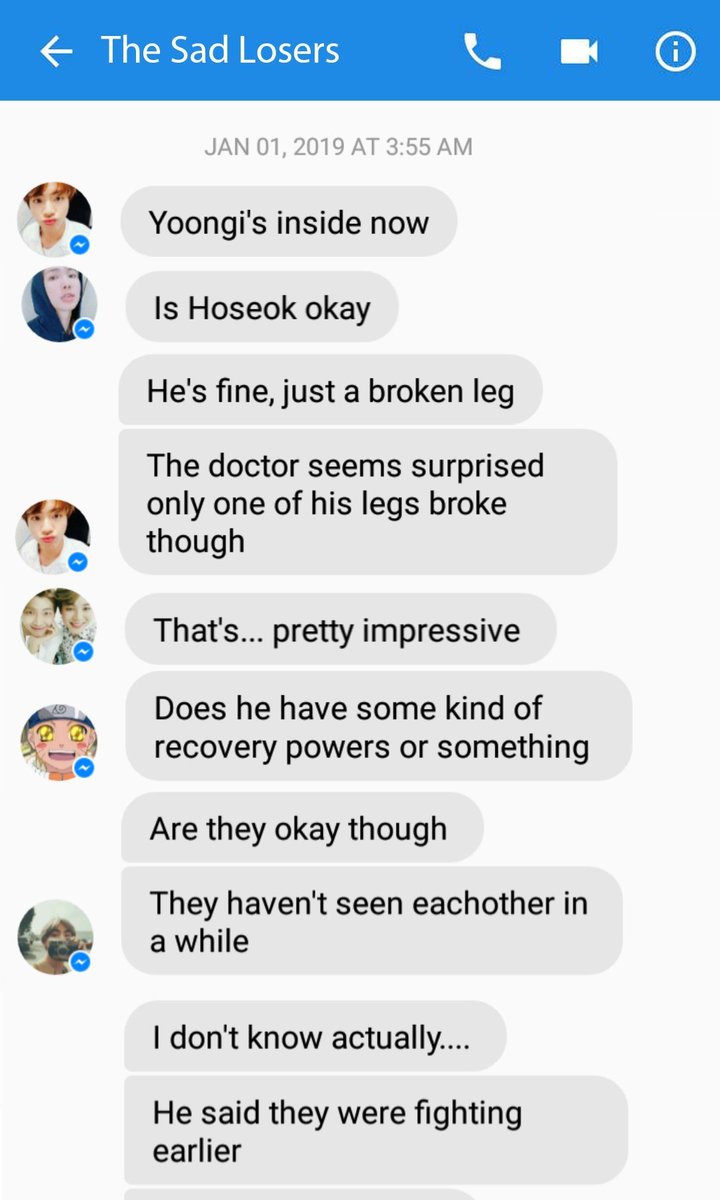 The Sad Losers
JAN 01, 2019 AT 3:55 AM
Yoongi's inside now
Is Hoseok okay
He's fine, just a broken leg
The doctor seems surprised
only one of his legs broke
though
That's... pretty impressive
Does he have some kind of
recovery powers or something
Are they okay though
They haven't seen eachother in
a while
I don't know actually....
He said they were fighting
earlier